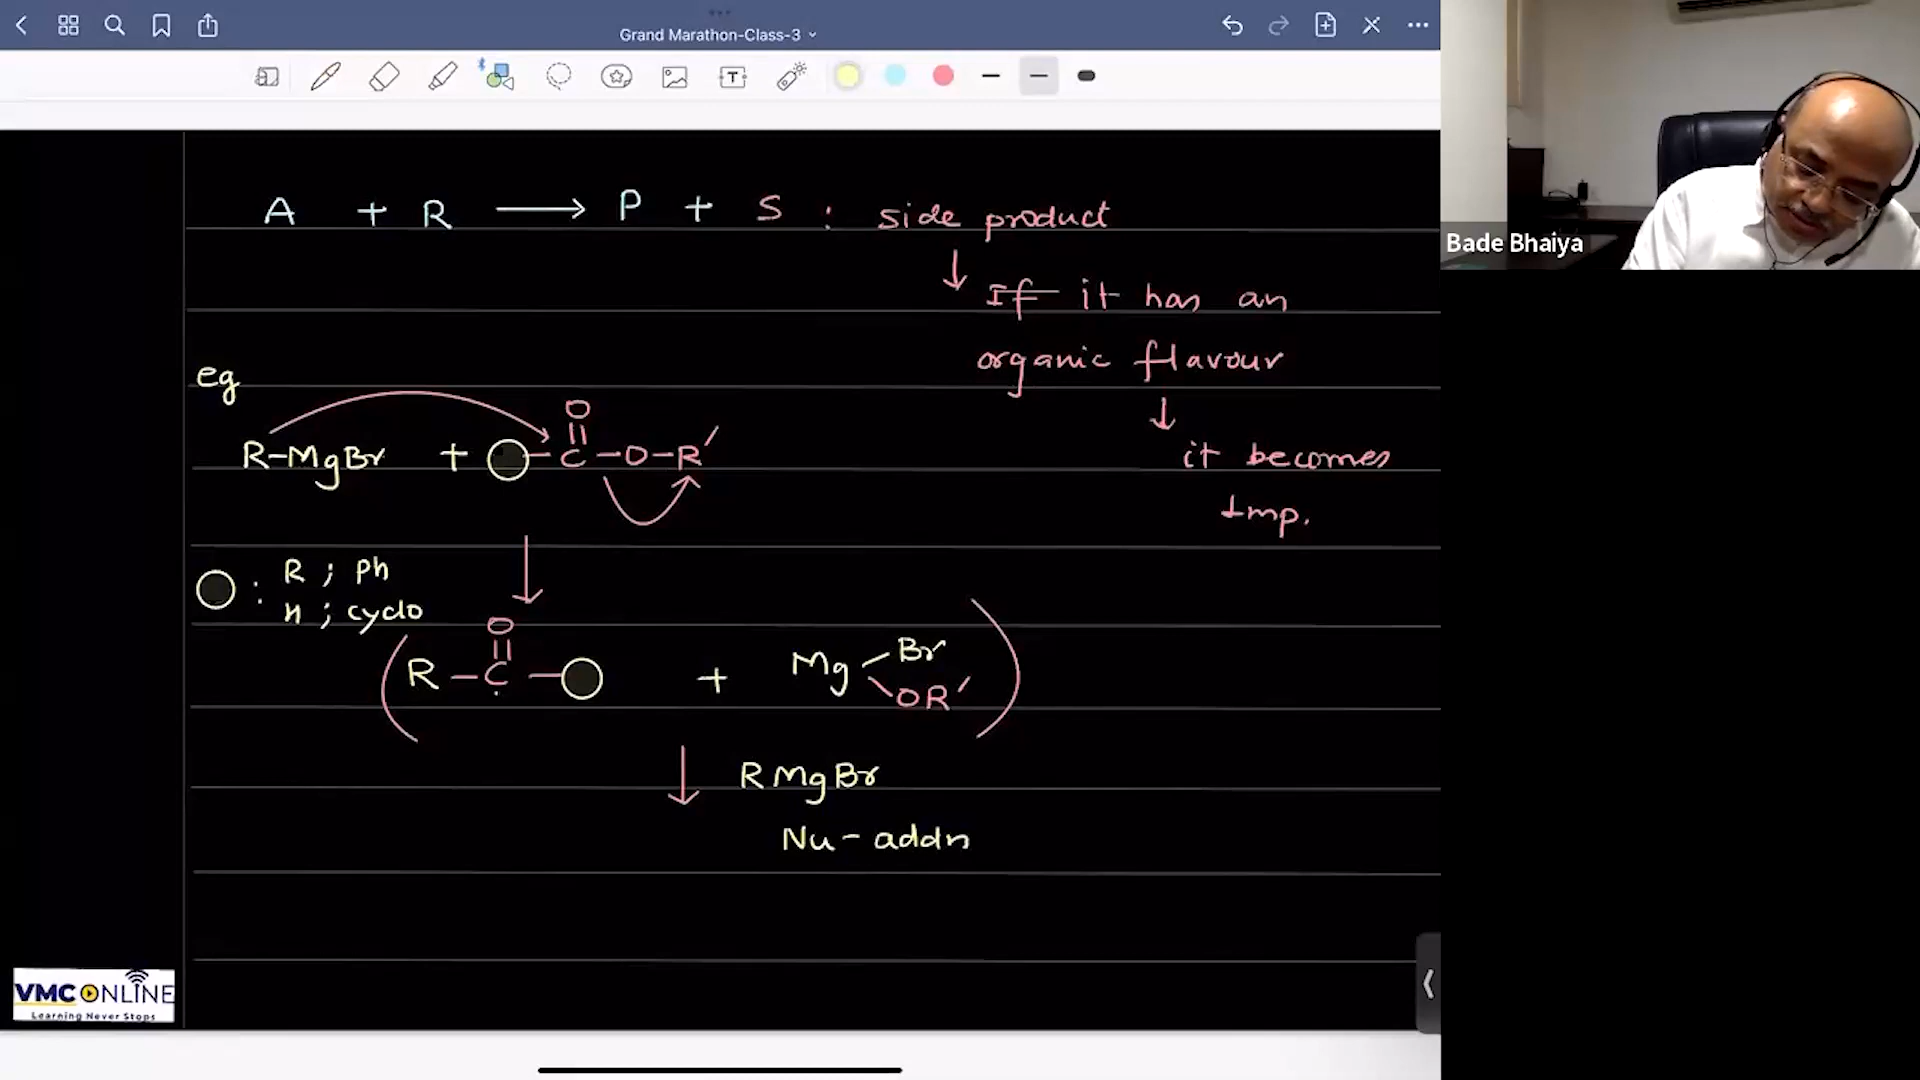 Grand Marathon-Class-3
Bade Bhaiya
A + R → P + S : side product
↓ If it has an
organic flavour
↓
it becomes
Imp.
eg
O
R-MgBr + C-O-R'
: R ; Ph
H ; cyclo
O
R-C- + Mg Br
OR'
↓ RMgBr
Nu-addn
VMC ONLINE
Learning Never Stops